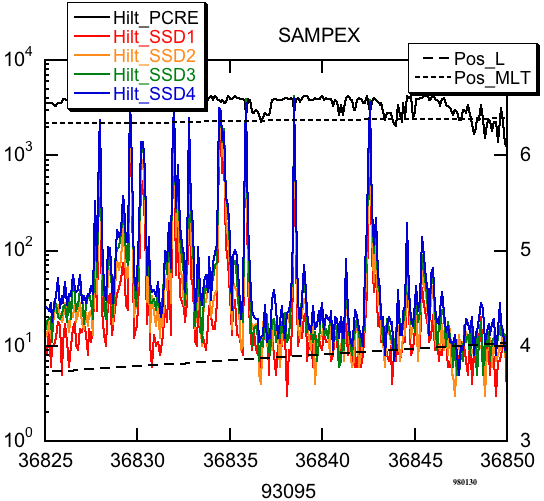 Hilt_PCRE
Hilt_SSD1
Hilt_SSD2
Hilt_SSD3
Hilt_SSD4
SAMPEX
Pos_L
Pos_MLT
10^4
10^3
10^2
10^1
10^0
6
5
4
3
36825 36830 36835 36840 36845 36850
93095
980130